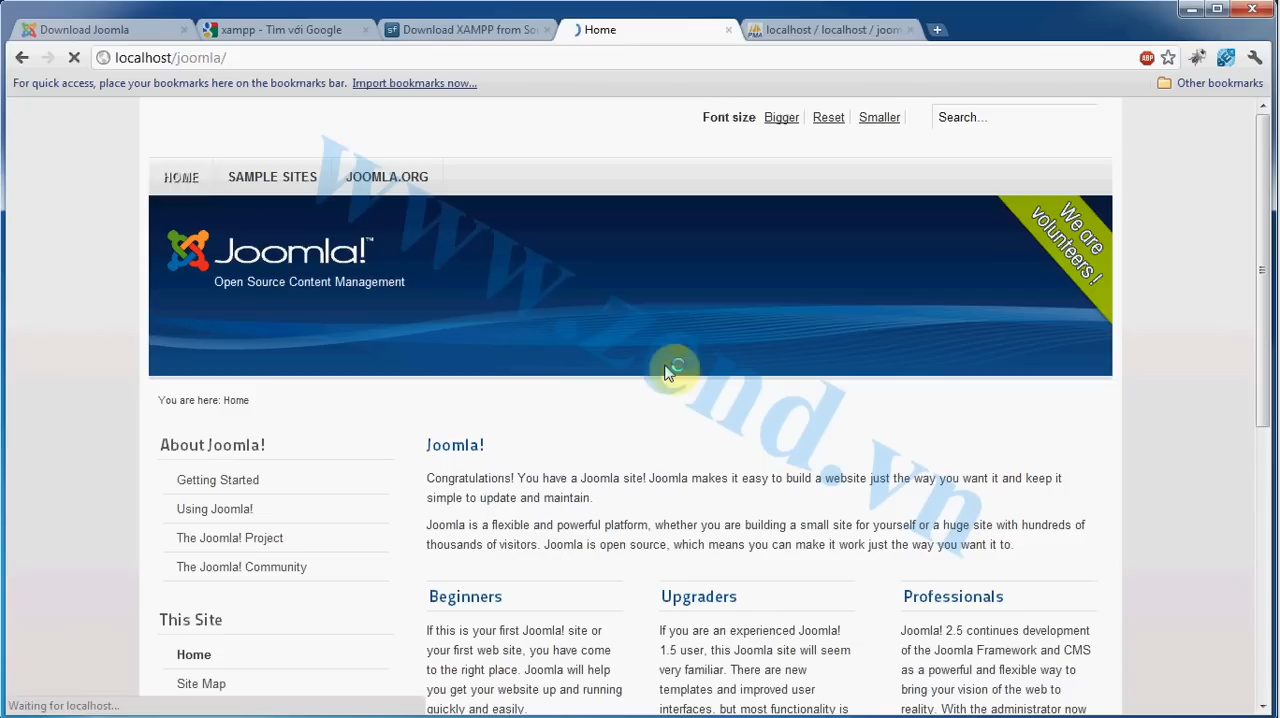 Download Joomla
xampp - Tìm với Google
Download XAMPP from So
Home
localhost / localhost / joom
localhost/joomla/
ABP
For quick access, place your bookmarks here on the bookmarks bar. Import bookmarks now...
Other bookmarks
Font size Bigger Reset Smaller
Search...
HOME SAMPLE SITES JOOMLA.ORG
Joomla!™
Open Source Content Management
We are
volunteers!
www.zend.vn
You are here: Home
About Joomla!
Getting Started
Using Joomla!
The Joomla! Project
The Joomla! Community
This Site
Home
Site Map
Joomla!
Congratulations! You have a Joomla site! Joomla makes it easy to build a website just the way you want it and keep it
simple to update and maintain.
Joomla is a flexible and powerful platform, whether you are building a small site for yourself or a huge site with hundreds of
thousands of visitors. Joomla is open source, which means you can make it work just the way you want it to.
Beginners
If this is your first Joomla! site or
your first web site, you have come
to the right place. Joomla will help
you get your website up and running
quickly and easily.
Upgraders
If you are an experienced Joomla!
1.5 user, this Joomla site will seem
very familiar. There are new
templates and improved user
interfaces, but most functionality is
Professionals
Joomla! 2.5 continues development
of the Joomla Framework and CMS
as a powerful and flexible way to
bring your vision of the web to
reality. With the administrator now
Waiting for localhost...